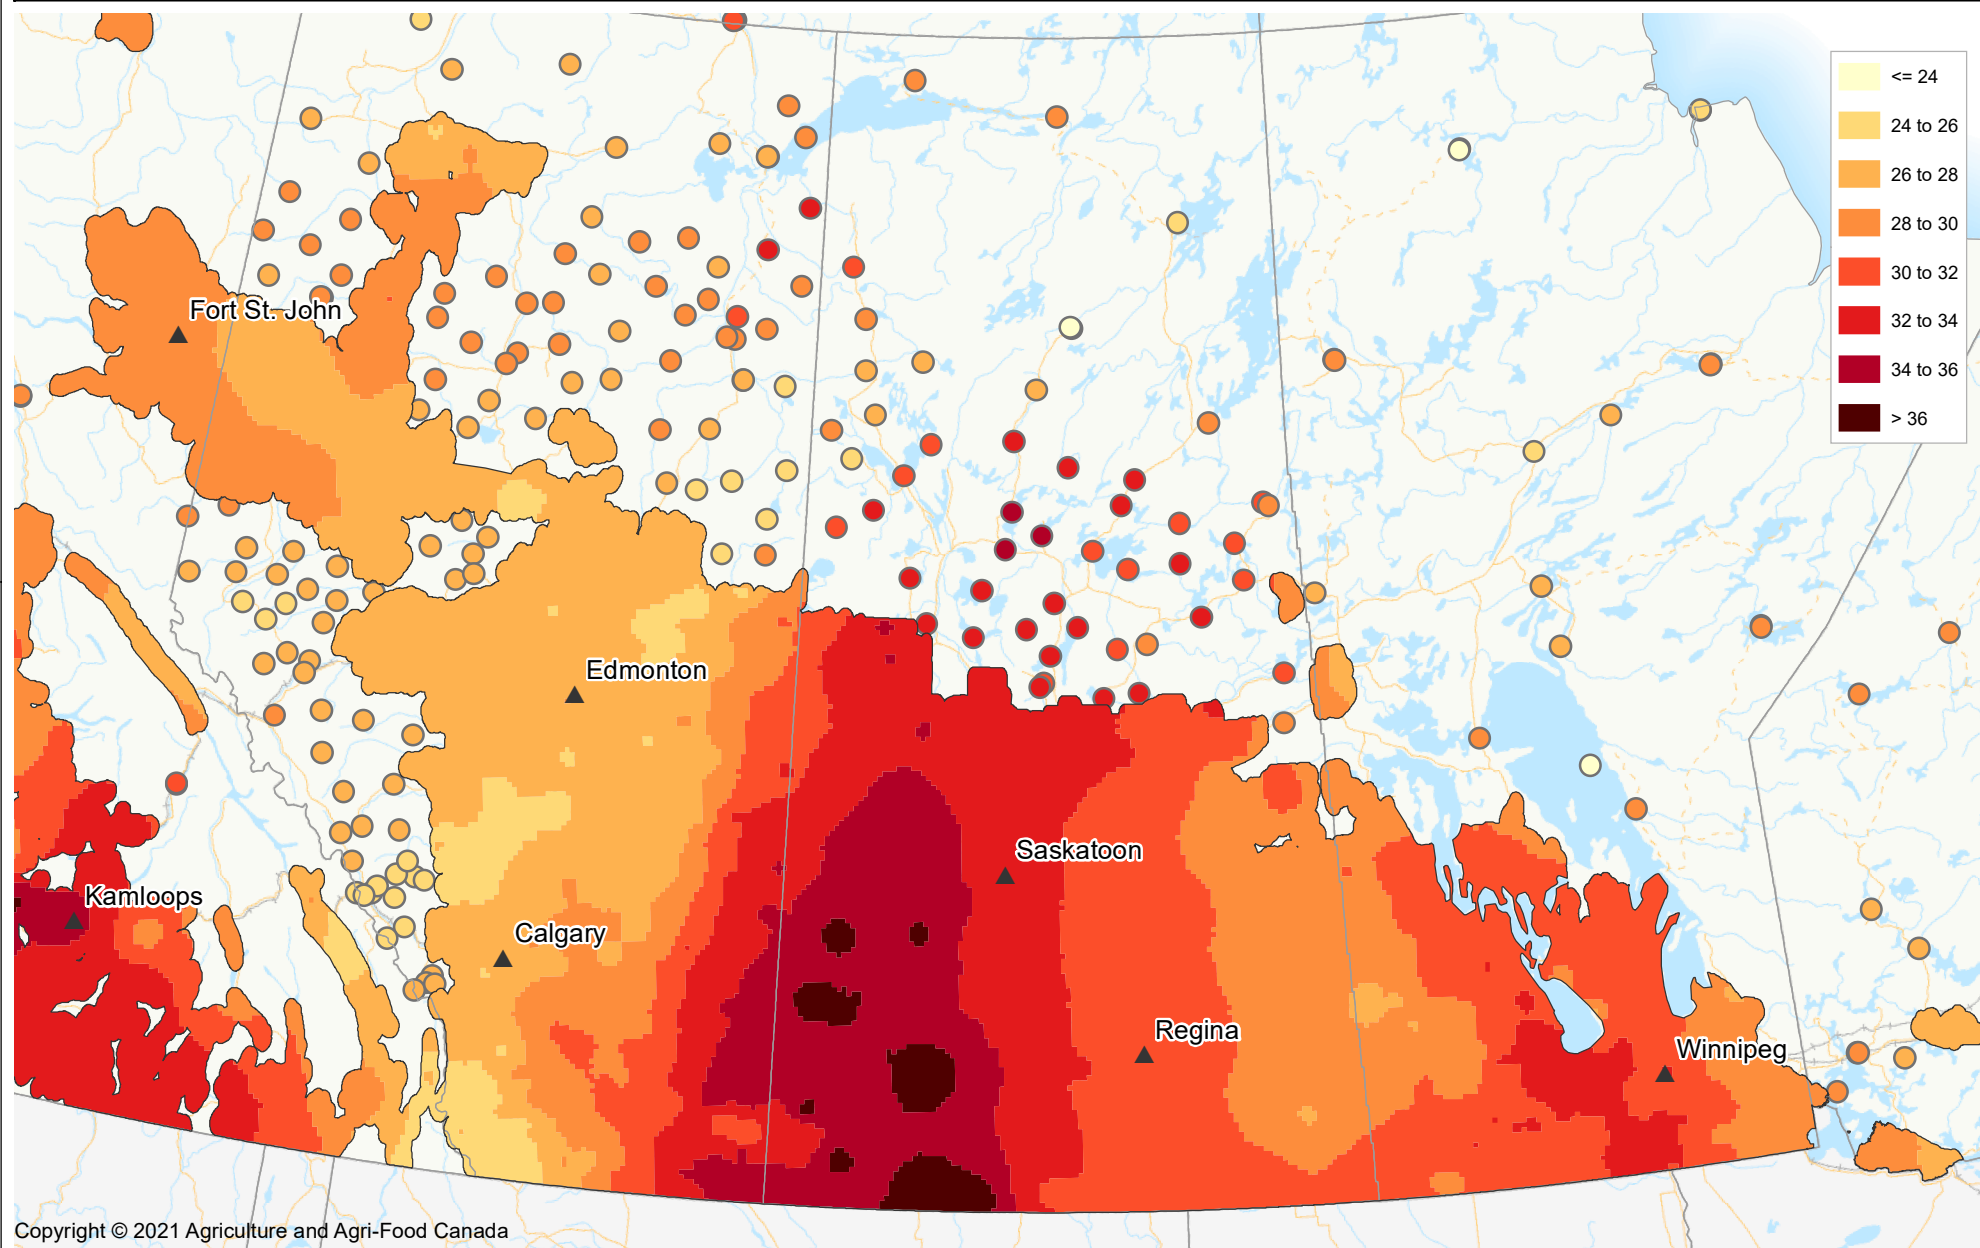 <= 24
24 to 26
26 to 28
28 to 30
30 to 32
32 to 34
34 to 36
> 36
Fort St. John
Edmonton
Saskatoon
Kamloops
Calgary
Regina
Winnipeg
Copyright © 2021 Agriculture and Agri-Food Canada